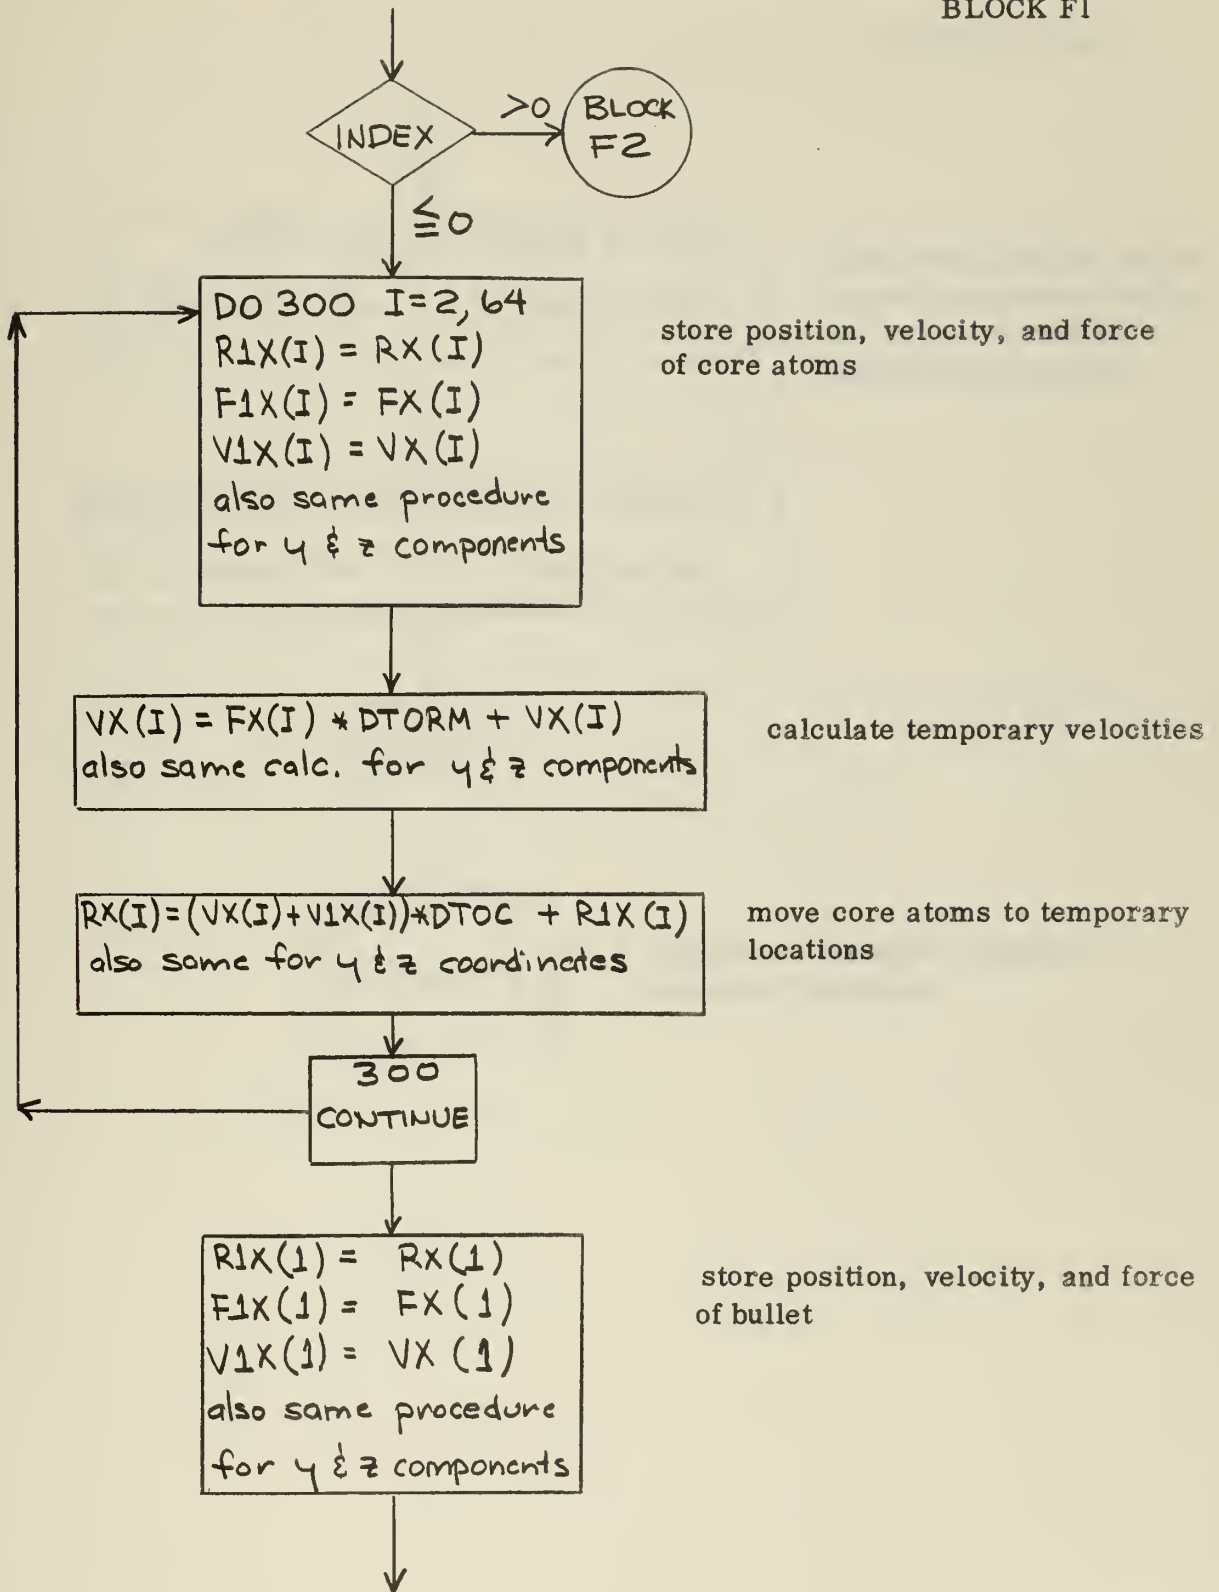 BLOCK F1
INDEX
>0
BLOCK
F2
≦0
DO 300 I=2,64
R1X(I) = RX(I)
F1X(I) = FX(I)
V1X(I) = VX(I)
also same procedure
for y & z components
store position, velocity, and force
of core atoms
VX(I) = FX(I) * DTORM + VX(I)
also same calc. for y & z components
calculate temporary velocities
RX(I)=(VX(I)+V1X(I))*DTOC + R1X(I)
also same for y & z coordinates
move core atoms to temporary
locations
300
CONTINUE
R1X(1) = RX(1)
F1X(1) = FX(1)
V1X(1) = VX(1)
also same procedure
for y & z components
store position, velocity, and force
of bullet